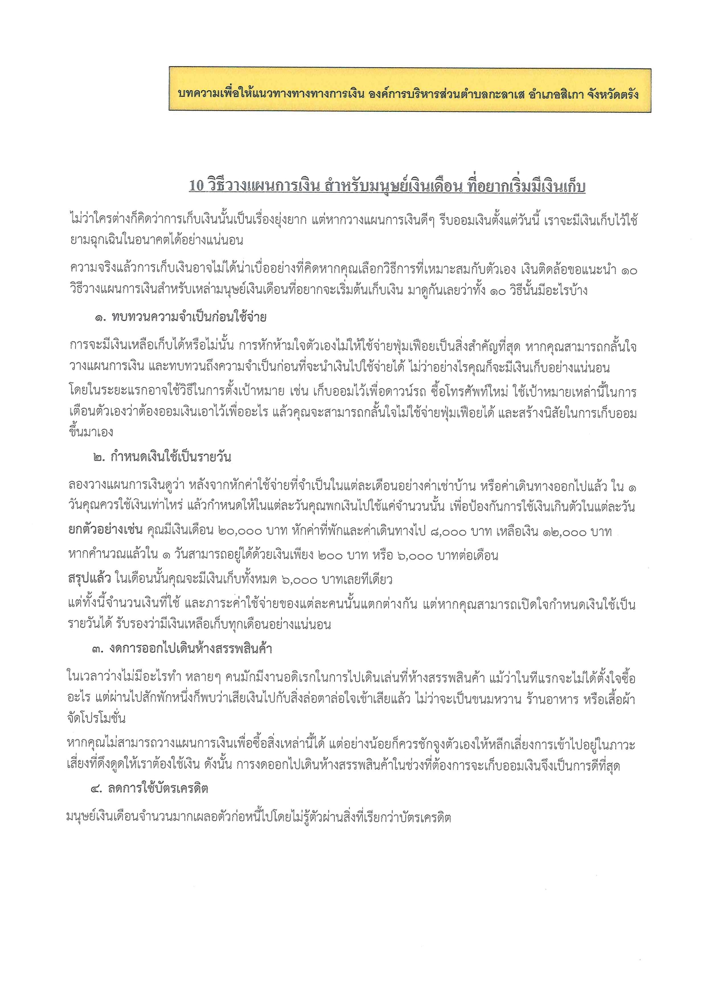 บทความเพื่อให้แนวทางทางทางการเงิน องค์การบริหารส่วนตำบลกะลาเส อำเภอสิเกา จังหวัดตรัง
10 วิธีวางแผนการเงิน สำหรับมนุษย์เงินเดือน ที่อยากเริ่มมีเงินเก็บ
ไม่ว่าใครต่างก็คิดว่าการเก็บเงินนั้นเป็นเรื่องยุ่งยาก แต่หากวางแผนการเงินดีๆ รีบออมเงินตั้งแต่วันนี้ เราจะมีเงินเก็บไว้ใช้
ยามฉุกเฉินในอนาคตได้อย่างแน่นอน
ความจริงแล้วการเก็บเงินอาจไม่ได้น่าเบื่ออย่างที่คิดหากคุณเลือกวิธีการที่เหมาะสมกับตัวเอง เงินติดล้อขอแนะนำ ๑๐
วิธีวางแผนการเงินสำหรับเหล่ามนุษย์เงินเดือนที่อยากจะเริ่มต้นเก็บเงิน มาดูกันเลยว่าทั้ง ๑๐ วิธีนั้นมีอะไรบ้าง
๑. ทบทวนความจำเป็นก่อนใช้จ่าย
การจะมีเงินเหลือเก็บได้หรือไม่นั้น การหักห้ามใจตัวเองไม่ให้ใช้จ่ายฟุ่มเฟือยเป็นสิ่งสำคัญที่สุด หากคุณสามารถกลั้นใจ
วางแผนการเงิน และทบทวนถึงความจำเป็นก่อนที่จะนำเงินไปใช้จ่ายได้ ไม่ว่าอย่างไรคุณก็จะมีเงินเก็บอย่างแน่นอน
โดยในระยะแรกอาจใช้วิธีในการตั้งเป้าหมาย เช่น เก็บออมไว้เพื่อดาวน์รถ ซื้อโทรศัพท์ใหม่ ใช้เป้าหมายเหล่านี้ในการ
เตือนตัวเองว่าต้องออมเงินเอาไว้เพื่ออะไร แล้วคุณจะสามารถกลั้นใจไม่ใช้จ่ายฟุ่มเฟือยได้ และสร้างนิสัยในการเก็บออม
ขึ้นมาเอง
๒. กำหนดเงินใช้เป็นรายวัน
ลองวางแผนการเงินดูว่า หลังจากหักค่าใช้จ่ายที่จำเป็นในแต่ละเดือนอย่างค่าเช่าบ้าน หรือค่าเดินทางออกไปแล้ว ใน ๑
วันคุณควรใช้เงินเท่าไหร่ แล้วกำหนดให้ในแต่ละวันคุณพกเงินไปใช้แค่จำนวนนั้น เพื่อป้องกันการใช้เงินเกินตัวในแต่ละวัน
ยกตัวอย่างเช่น คุณมีเงินเดือน ๒๐,๐๐๐ บาท หักค่าที่พักและค่าเดินทางไป ๘,๐๐๐ บาท เหลือเงิน ๑๒,๐๐๐ บาท
หากคำนวณแล้วใน ๑ วันสามารถอยู่ได้ด้วยเงินเพียง ๒๐๐ บาท หรือ ๖,๐๐๐ บาทต่อเดือน
สรุปแล้ว ในเดือนนั้นคุณจะมีเงินเก็บทั้งหมด ๖,๐๐๐ บาทเลยทีเดียว
แต่ทั้งนี้จำนวนเงินที่ใช้ และภาระค่าใช้จ่ายของแต่ละคนนั้นแตกต่างกัน แต่หากคุณสามารถเปิดใจกำหนดเงินใช้เป็น
รายวันได้ รับรองว่ามีเงินเหลือเก็บทุกเดือนอย่างแน่นอน
๓. งดการออกไปเดินห้างสรรพสินค้า
ในเวลาว่างไม่มีอะไรทำ หลายๆ คนมักมีงานอดิเรกในการไปเดินเล่นที่ห้างสรรพสินค้า แม้ว่าในทีแรกจะไม่ได้ตั้งใจซื้อ
อะไร แต่ผ่านไปสักพักหนึ่งก็พบว่าเสียเงินไปกับสิ่งล่อตาล่อใจเข้าเสียแล้ว ไม่ว่าจะเป็นขนมหวาน ร้านอาหาร หรือเสื้อผ้า
จัดโปรโมชั่น
หากคุณไม่สามารถวางแผนการเงินเพื่อซื้อสิ่งเหล่านี้ได้ แต่อย่างน้อยก็ควรชักจูงตัวเองให้หลีกเลี่ยงการเข้าไปอยู่ในภาวะ
เสี่ยงที่ดึงดูดให้เราต้องใช้เงิน ดังนั้น การงดออกไปเดินห้างสรรพสินค้าในช่วงที่ต้องการจะเก็บออมเงินจึงเป็นการดีที่สุด
๔. ลดการใช้บัตรเครดิต
มนุษย์เงินเดือนจำนวนมากเผลอตัวก่อหนี้ไปโดยไม่รู้ตัวผ่านสิ่งที่เรียกว่าบัตรเครดิต